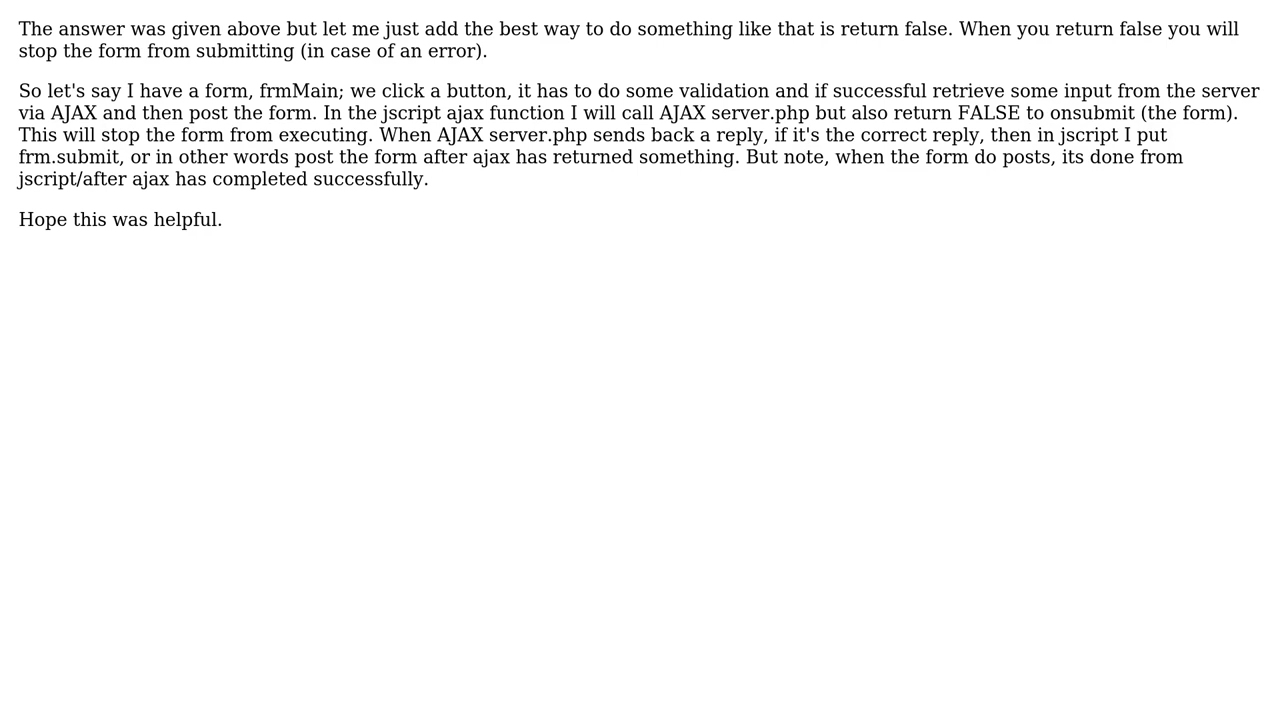 The answer was given above but let me just add the best way to do something like that is return false. When you return false you will
stop the form from submitting (in case of an error).
So let's say I have a form, frmMain; we click a button, it has to do some validation and if successful retrieve some input from the server
via AJAX and then post the form. In the jscript ajax function I will call AJAX server.php but also return FALSE to onsubmit (the form).
This will stop the form from executing. When AJAX server.php sends back a reply, if it's the correct reply, then in jscript I put
frm.submit, or in other words post the form after ajax has returned something. But note, when the form do posts, its done from
jscript/after ajax has completed successfully.
Hope this was helpful.